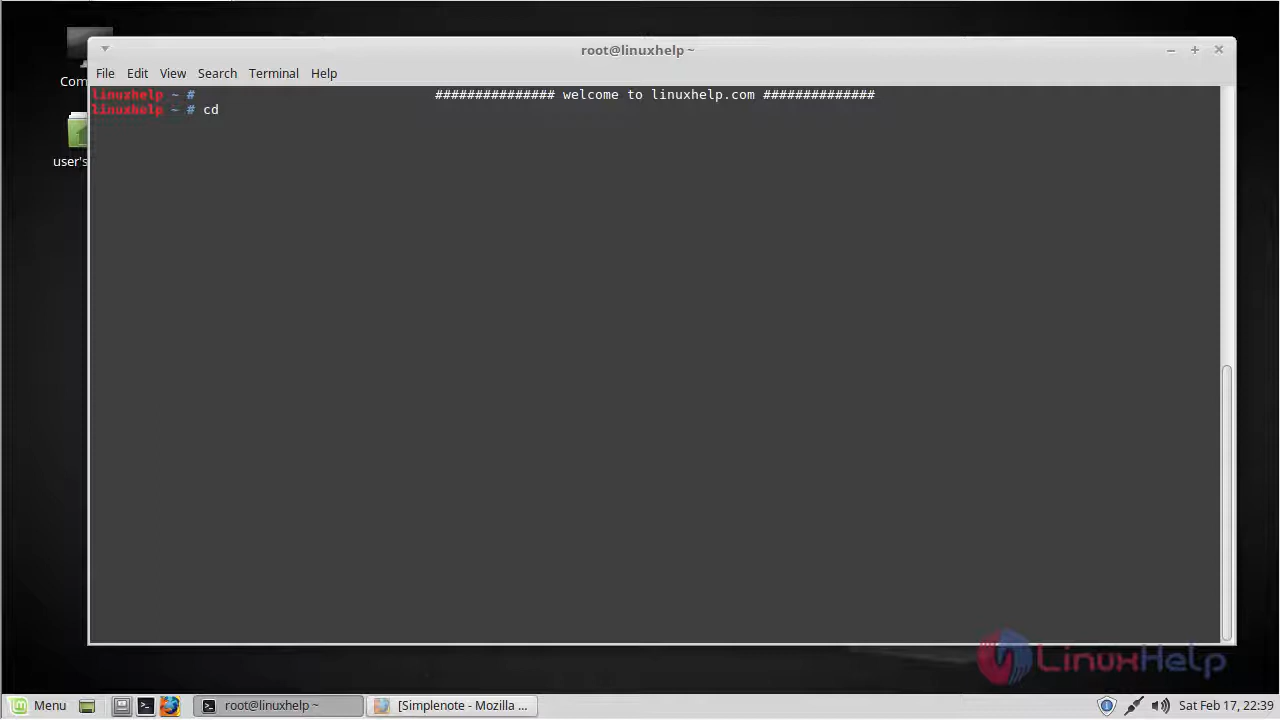 root@linuxhelp ~
File Edit View Search Terminal Help
linuxhelp ~ # ############### welcome to linuxhelp.com ##############
linuxhelp ~ # cd
Com
user's
LinuxHelp
Menu
root@linuxhelp ~
[Simplenote - Mozilla ...
Sat Feb 17, 22:39